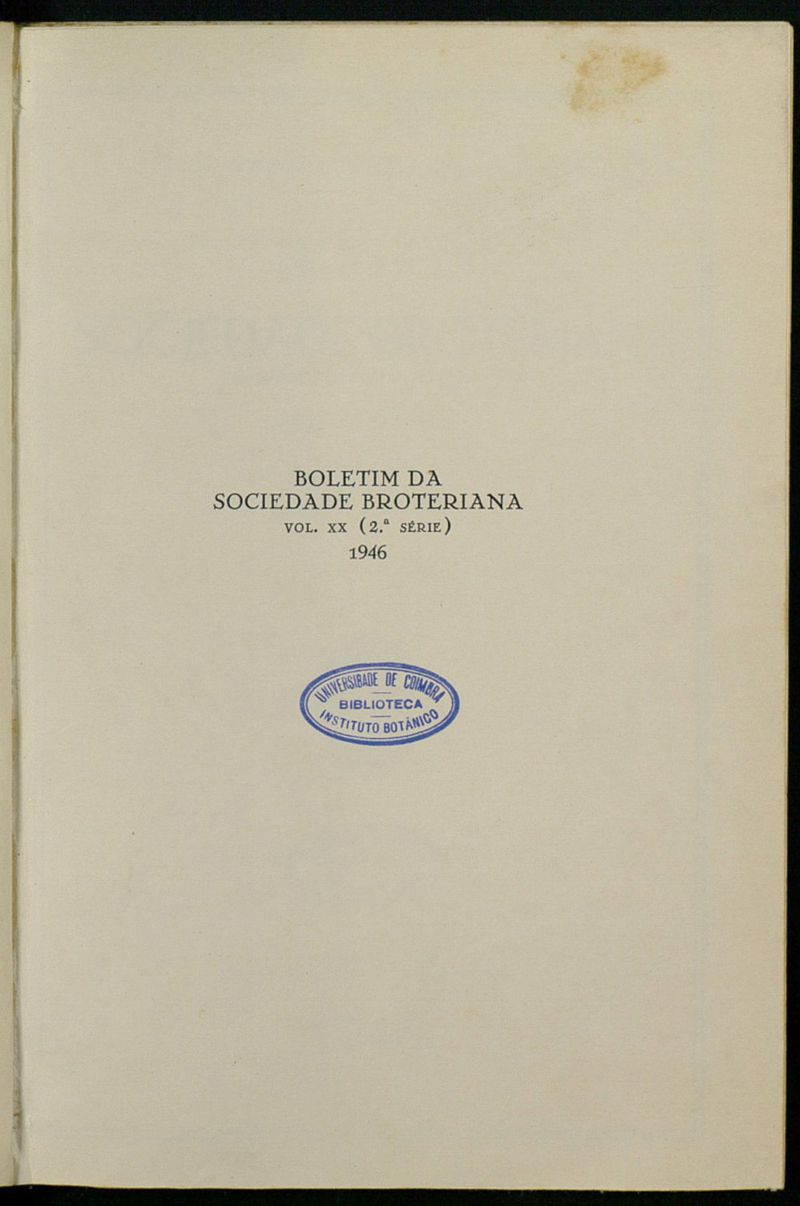 BOLETIM DA
SOCIEDADE BROTERIANA
VOL. XX (2.ª SÉRIE)
1946
UNIVERSIDADE DE COIMBRA
BIBLIOTECA
INSTITUTO BOTÂNICO